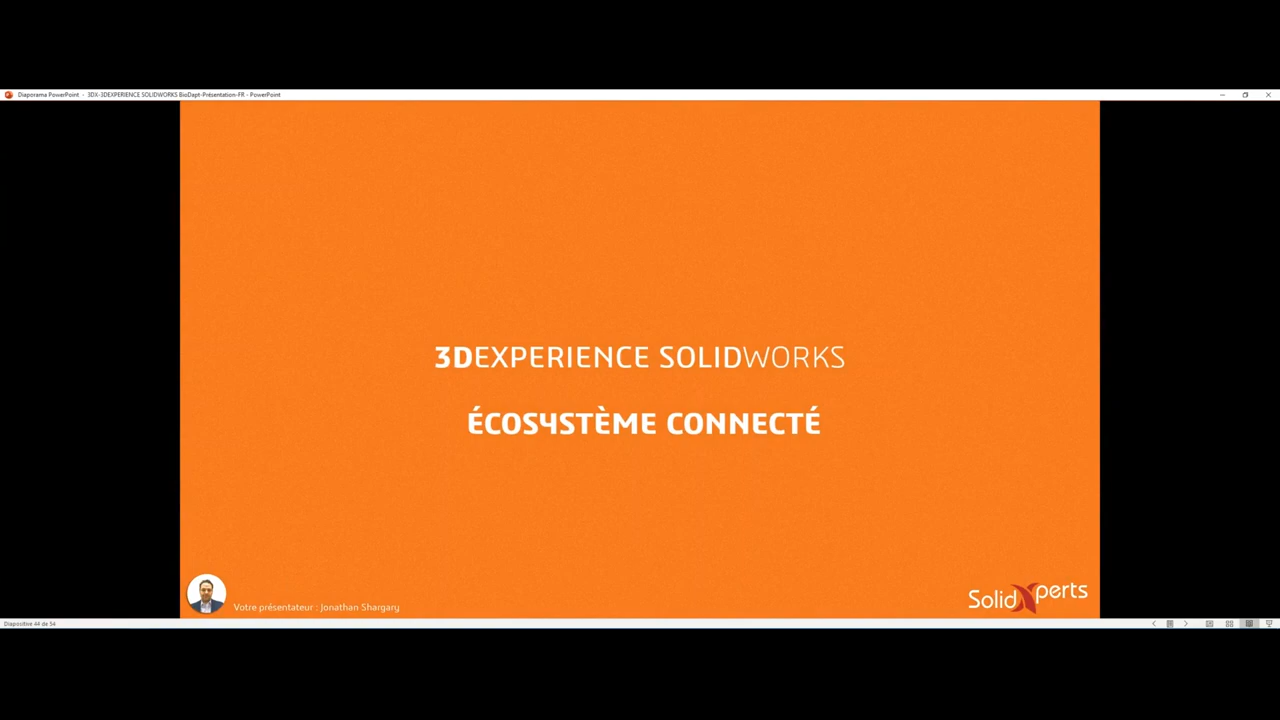 Diaporama PowerPoint - 3DX-3DEXPERIENCE SOLIDWORKS BioDapt-Présentation-FR - PowerPoint
3DEXPERIENCE SOLIDWORKS
ÉCOSYSTÈME CONNECTÉ
Votre présentateur : Jonathan Shargary
SolidXperts
Diapositive 44 de 54